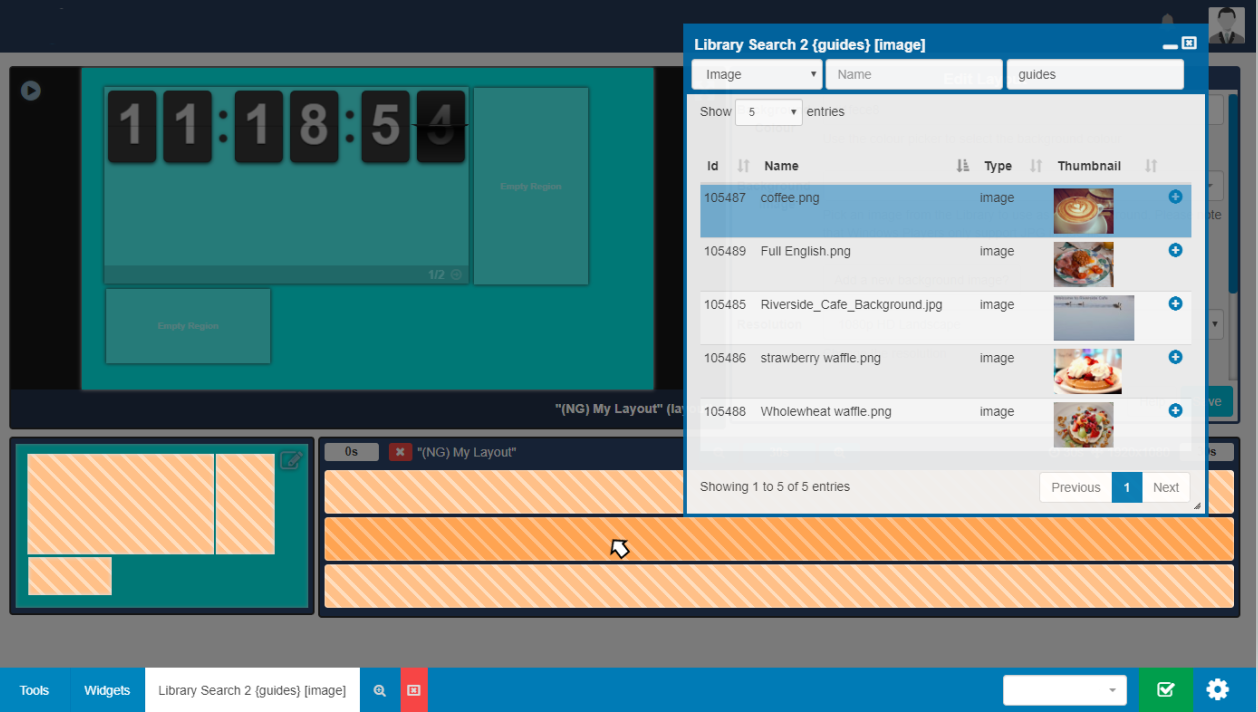 Library Search 2 {guides} [image]
Image Name guides
Show 5 entries
Id Name Type Thumbnail
105487 coffee.png image
105489 Full English.png image
105485 Riverside_Cafe_Background.jpg image
105486 strawberry waffle.png image
105488 Wholewheat waffle.png image
Showing 1 to 5 of 5 entries
Previous 1 Next
11:18:5
Empty Region
1/2
Empty Region
"(NG) My Layout" (la
0s "(NG) My Layout"
Tools Widgets Library Search 2 {guides} [image]